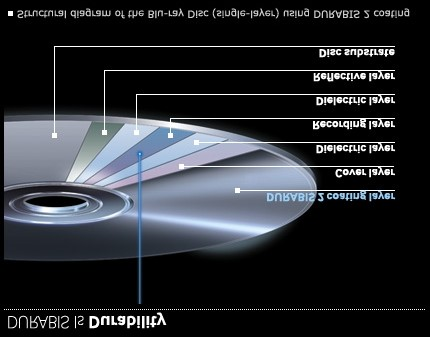 ■ Structural diagram of the Blu-ray Disc (single-layer) using DURABIS 2 coating
Disc substrate
Reflective layer
Dielectric layer
Recording layer
Dielectric layer
Cover layer
DURABIS 2 coating layer
DURABIS is Durability